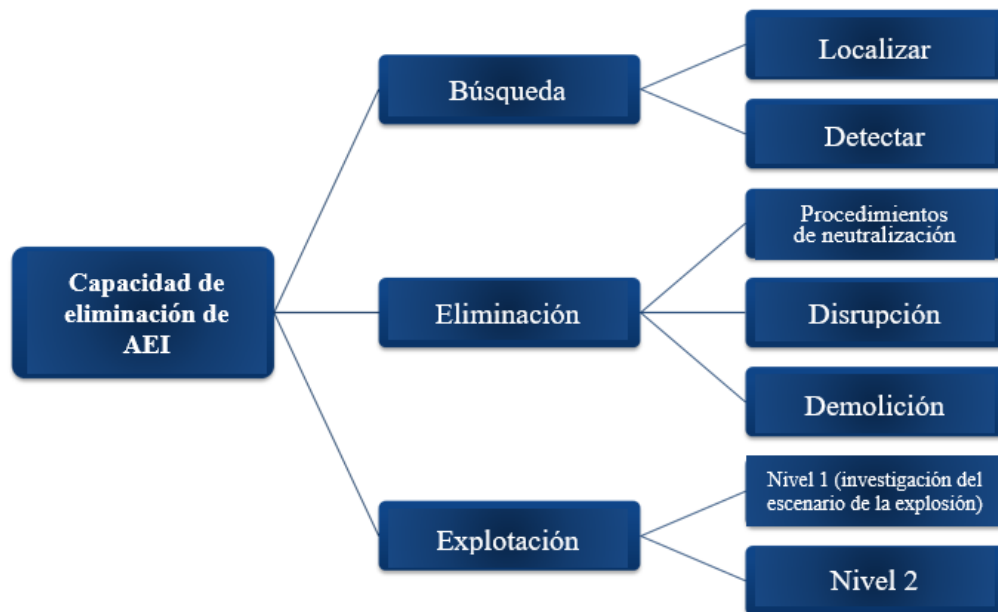 Capacidad de
eliminación de
AEI
Búsqueda
Localizar
Detectar
Eliminación
Procedimientos
de neutralización
Disrupción
Demolición
Explotación
Nivel 1 (investigación del
escenario de la explosión)
Nivel 2